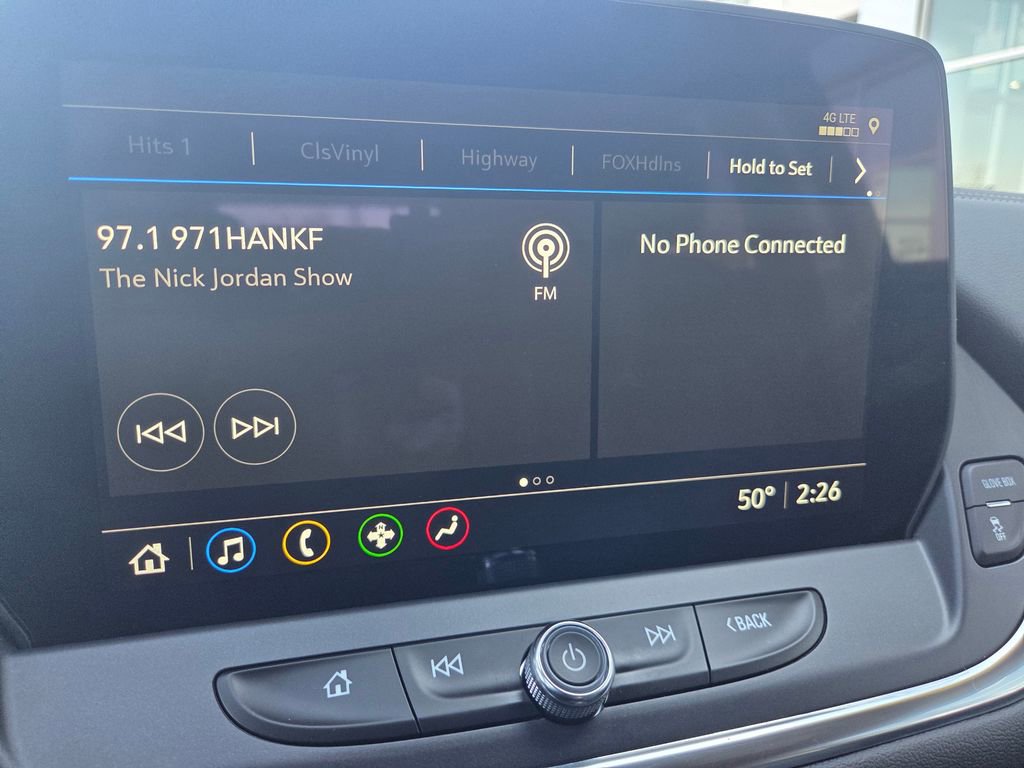 4G LTE
Hits 1
ClsVinyl
Highway
FOXHdlns
Hold to Set
97.1 971HANKF
The Nick Jordan Show
FM
No Phone Connected
50° 2:26
GLOVE BOX
OFF
BACK